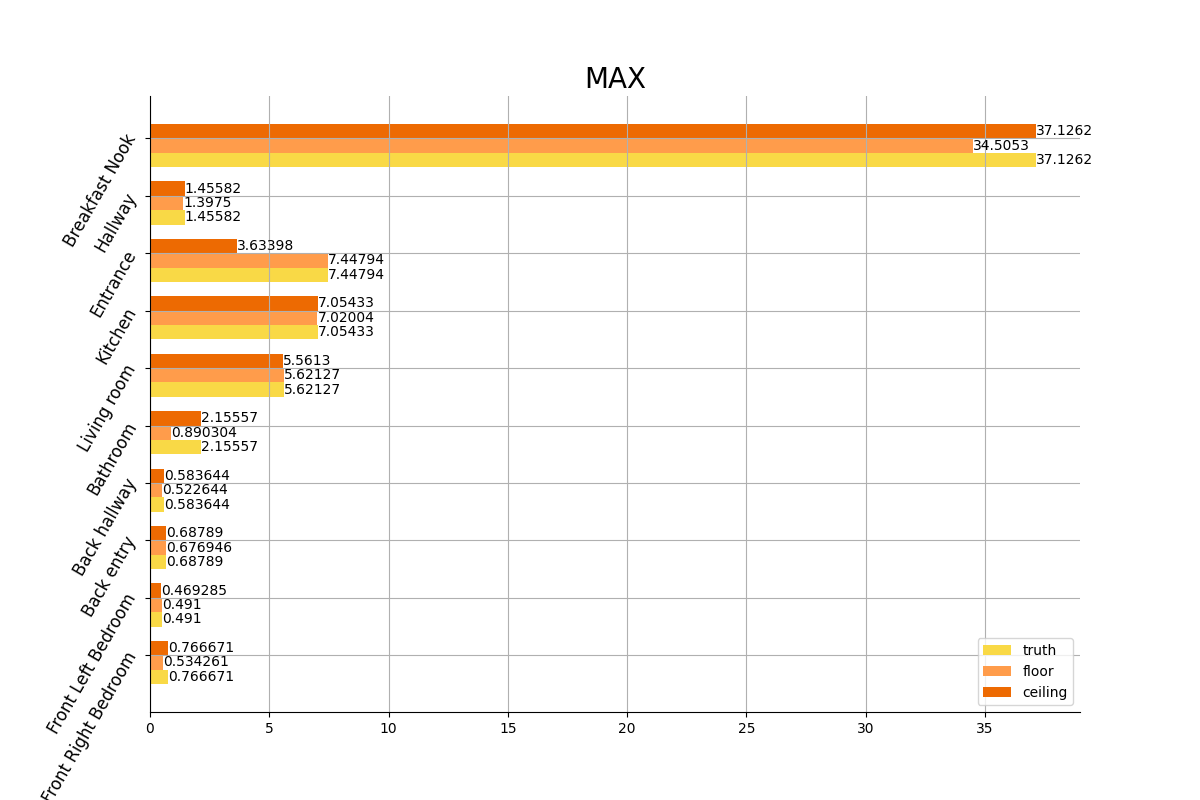 MAX
Breakfast Nook
37.1262
34.5053
37.1262
Hallway
1.45582
1.3975
1.45582
Entrance
3.63398
7.44794
7.44794
Kitchen
7.05433
7.02004
7.05433
Living room
5.5613
5.62127
5.62127
Bathroom
2.15557
0.890304
2.15557
Back hallway
0.583644
0.522644
0.583644
Back entry
0.68789
0.676946
0.68789
Front Left Bedroom
0.469285
0.491
0.491
Front Right Bedroom
0.766671
0.534261
0.766671
truth
floor
ceiling
0 5 10 15 20 25 30 35